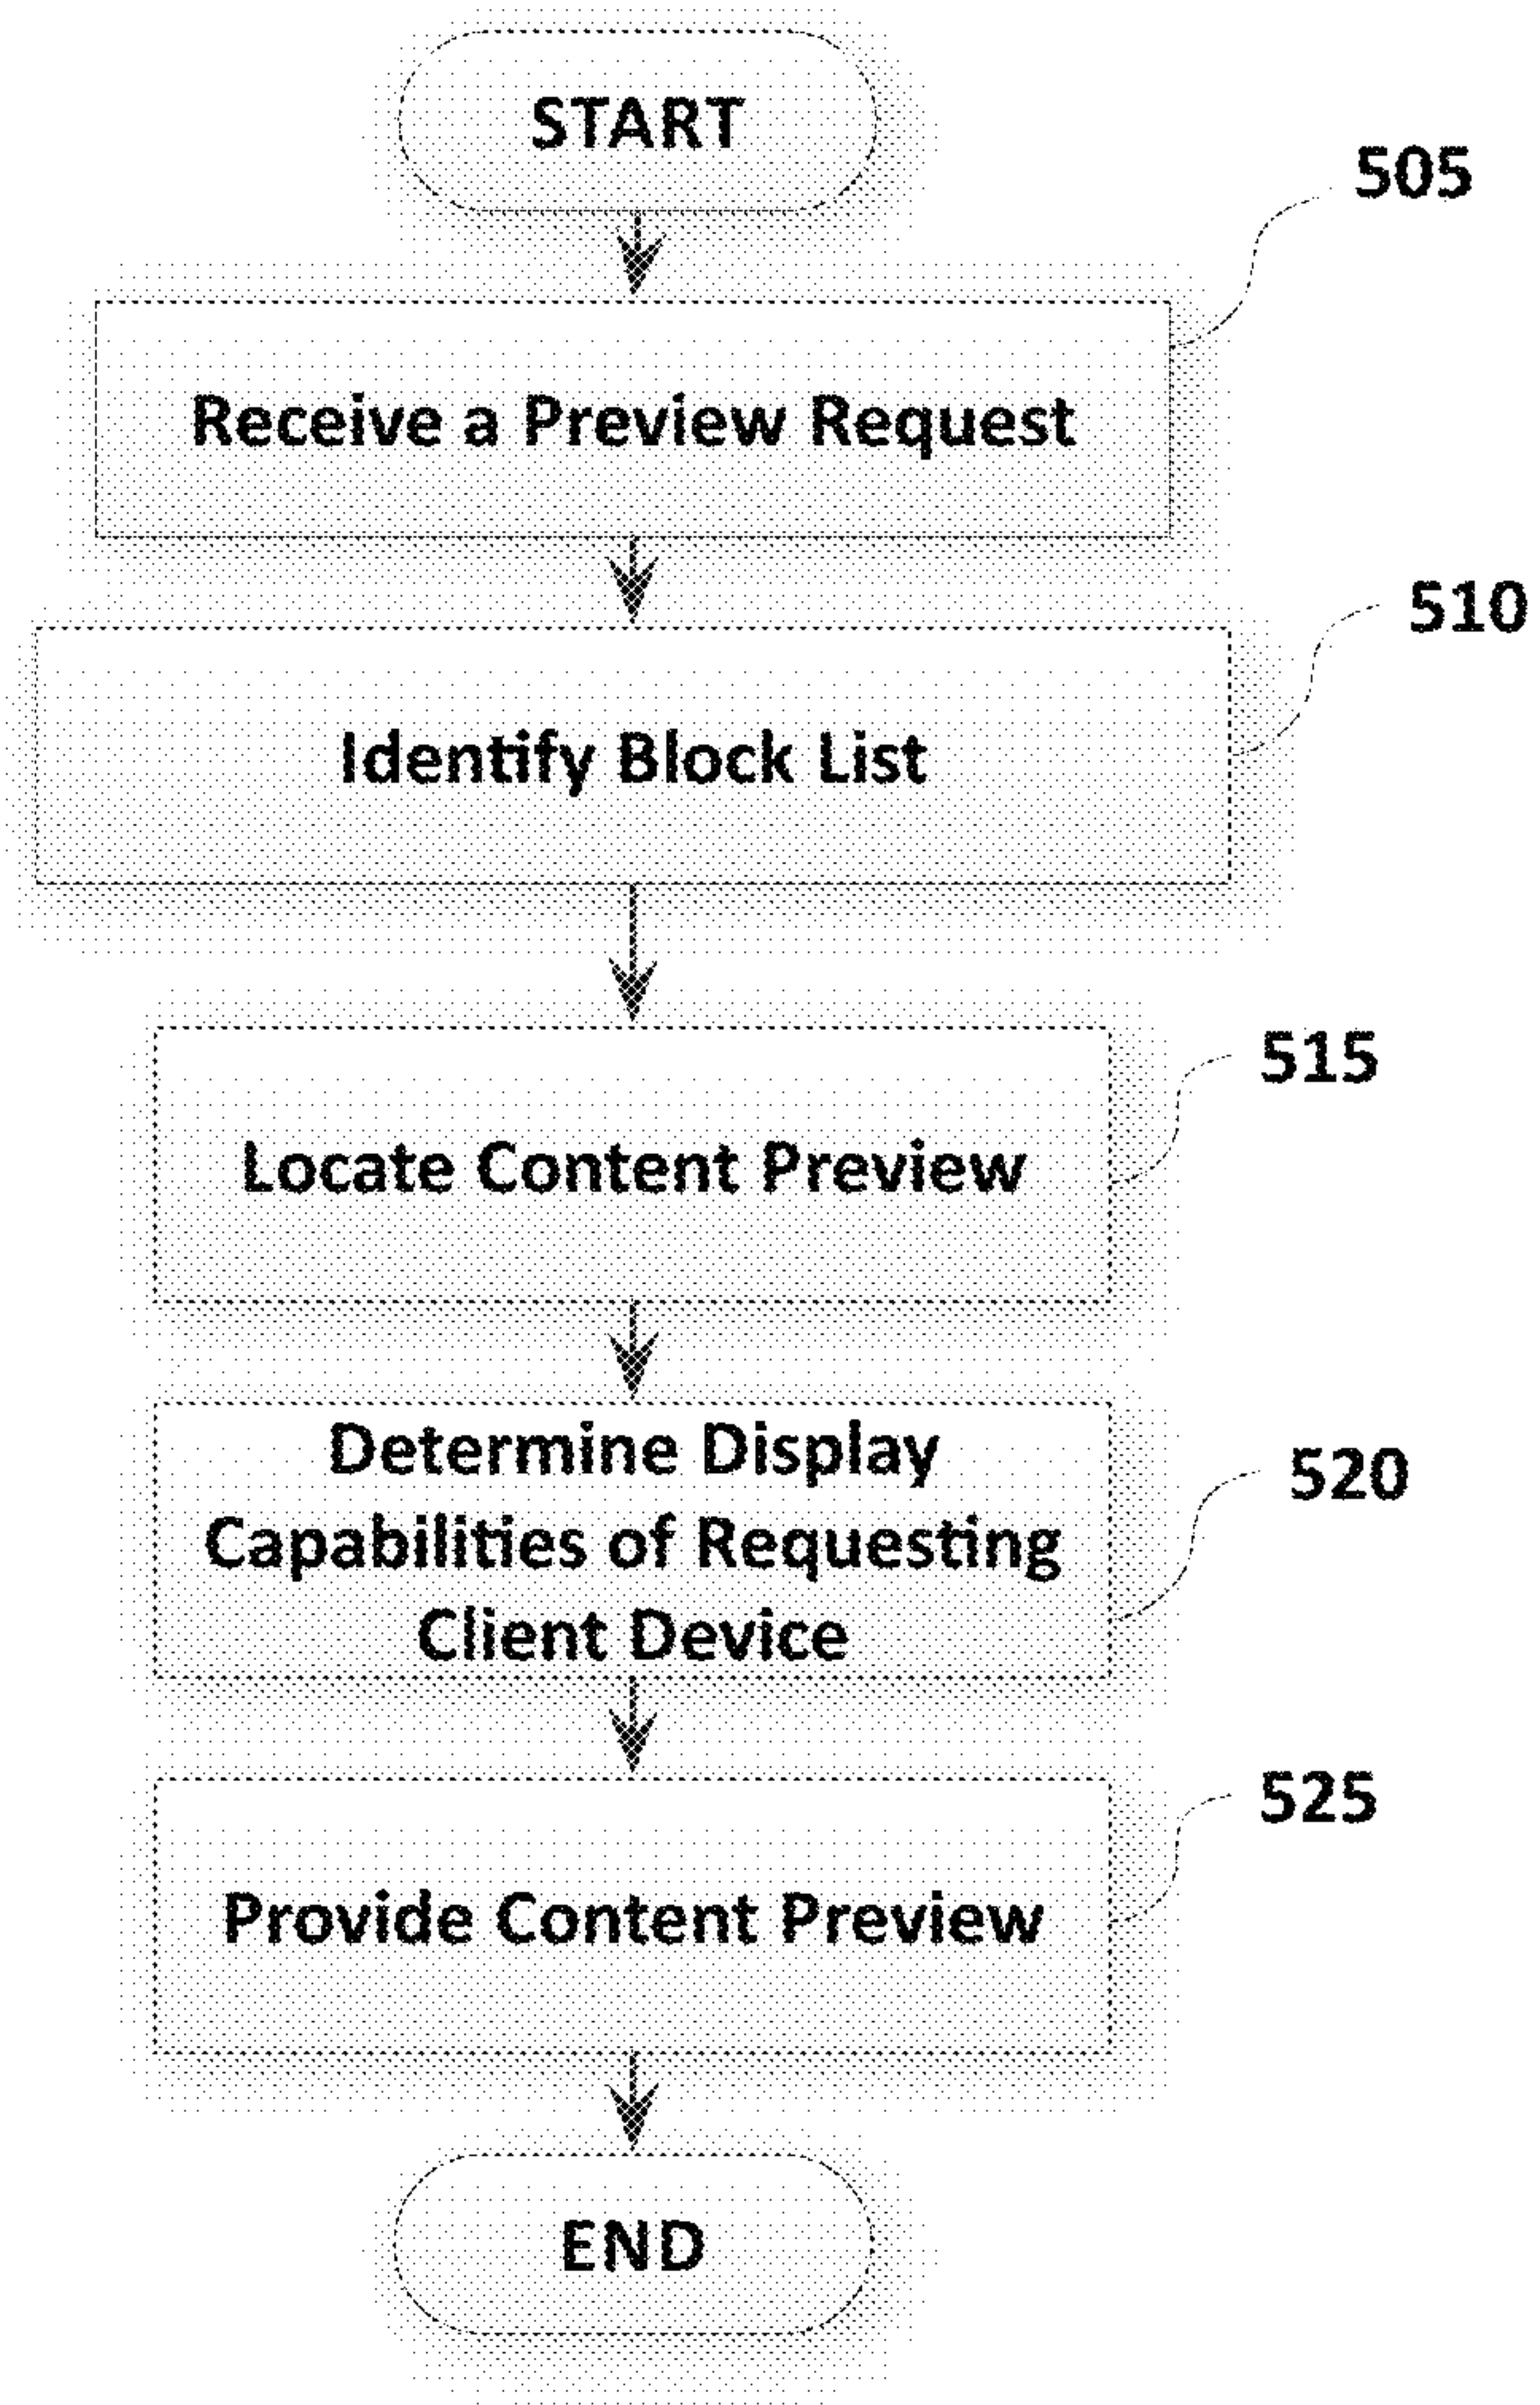 START
505
Receive a Preview Request
510
Identify Block List
515
Locate Content Preview
520
Determine Display
Capabilities of Requesting
Client Device
525
Provide Content Preview
END